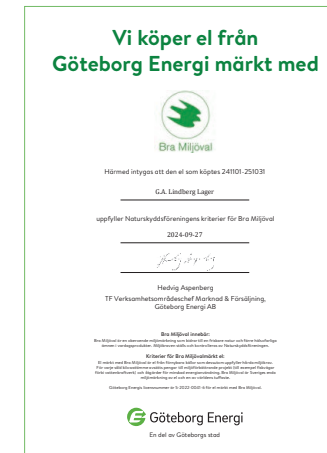 Vi köper el från
Göteborg Energi märkt med
Bra Miljöval
Härmed intygas att den el som köptes 241101-251031
G.A. Lindberg Lager
uppfyller Naturskyddsföreningens kriterier för Bra Miljöval
2024-09-27
Hedvig Aspenberg
TF Verksamhetsområdeschef Marknad & Försäljning,
Göteborg Energi AB
Bra Miljöval innebär:
Kriterier för Bra Miljövalmärkt el:
Göteborg Energi
En del av Göteborgs stad